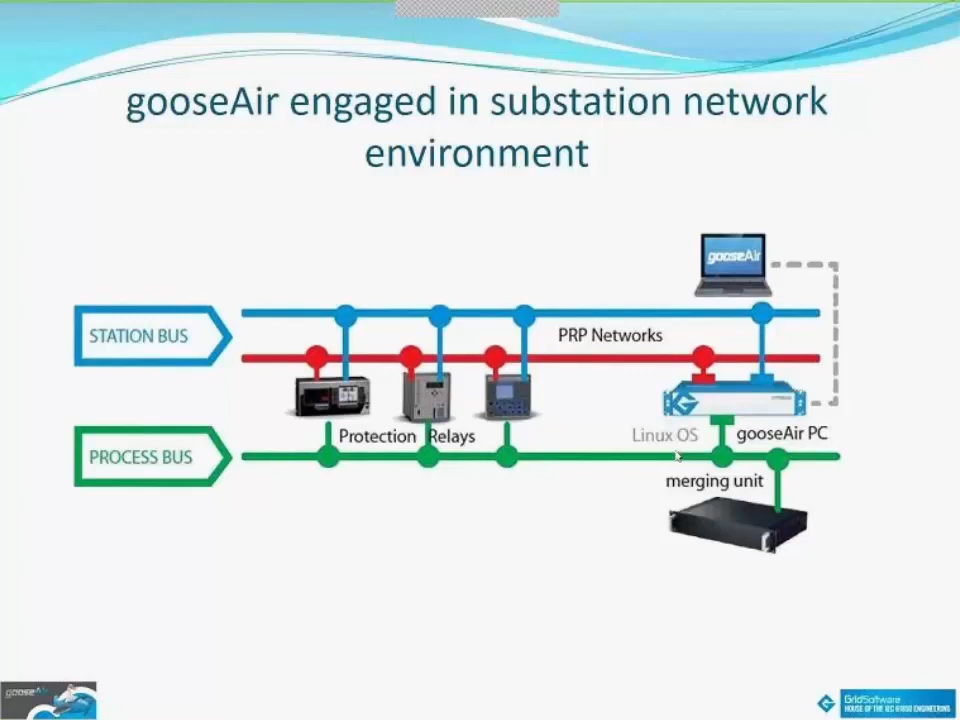 gooseAir engaged in substation network
environment
gooseAir
STATION BUS
PRP Networks
Protection Relays
Linux OS
gooseAir PC
PROCESS BUS
merging unit
gooseAir
GridSoftware
HOUSE OF THE IEC 61850 ENGINEERING